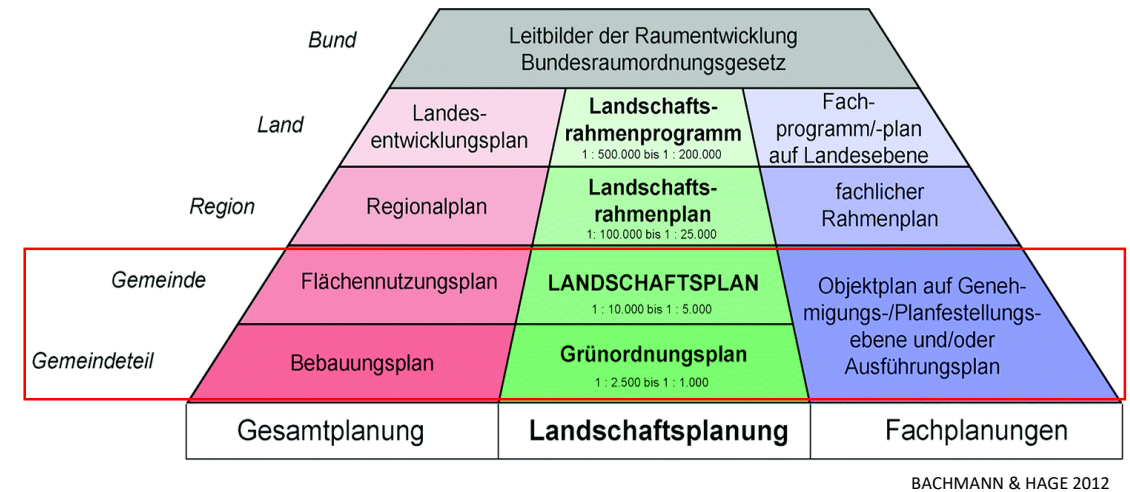 Bund
Leitbilder der Raumentwicklung
Bundesraumordnungsgesetz
Land
Landes-
entwicklungsplan
Landschafts-
rahmenprogramm
1 : 500.000 bis 1 : 200.000
Fach-
programm/-plan
auf Landesebene
Region
Regionalplan
Landschafts-
rahmenplan
1: 100.000 bis 1 : 25.000
fachlicher
Rahmenplan
Gemeinde
Flächennutzungsplan
LANDSCHAFTSPLAN
1 : 10.000 bis 1 : 5.000
Objektplan auf Geneh-
migungs-/Planfestellungs-
ebene und/oder
Ausführungsplan
Gemeindeteil
Bebauungsplan
Grünordnungsplan
1 : 2.500 bis 1 : 1.000
Gesamtplanung
Landschaftsplanung
Fachplanungen
BACHMANN & HAGE 2012